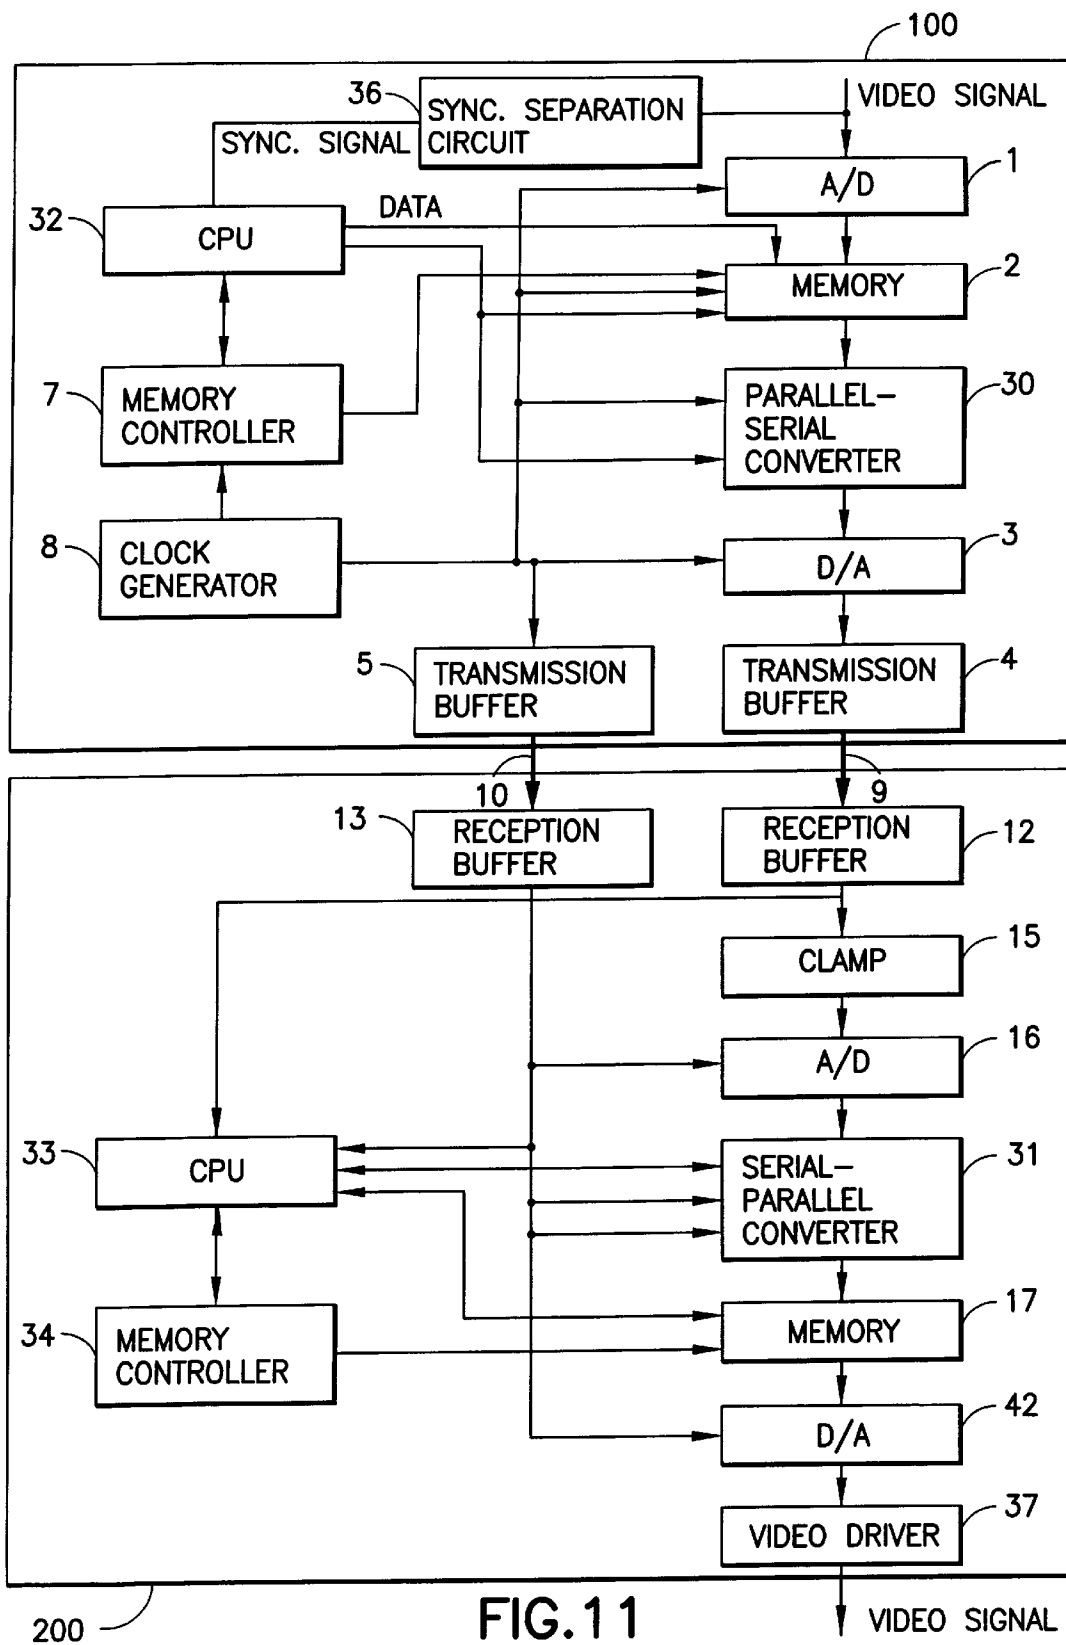 100
VIDEO SIGNAL
36
SYNC. SEPARATION
CIRCUIT
SYNC. SIGNAL
1
A/D
DATA
32
CPU
2
MEMORY
7
MEMORY
CONTROLLER
30
PARALLEL-
SERIAL
CONVERTER
8
CLOCK
GENERATOR
3
D/A
5
TRANSMISSION
BUFFER
4
TRANSMISSION
BUFFER
10
9
13
RECEPTION
BUFFER
12
RECEPTION
BUFFER
15
CLAMP
16
A/D
33
CPU
31
SERIAL-
PARALLEL
CONVERTER
17
MEMORY
34
MEMORY
CONTROLLER
42
D/A
37
VIDEO DRIVER
200
FIG.11
VIDEO SIGNAL